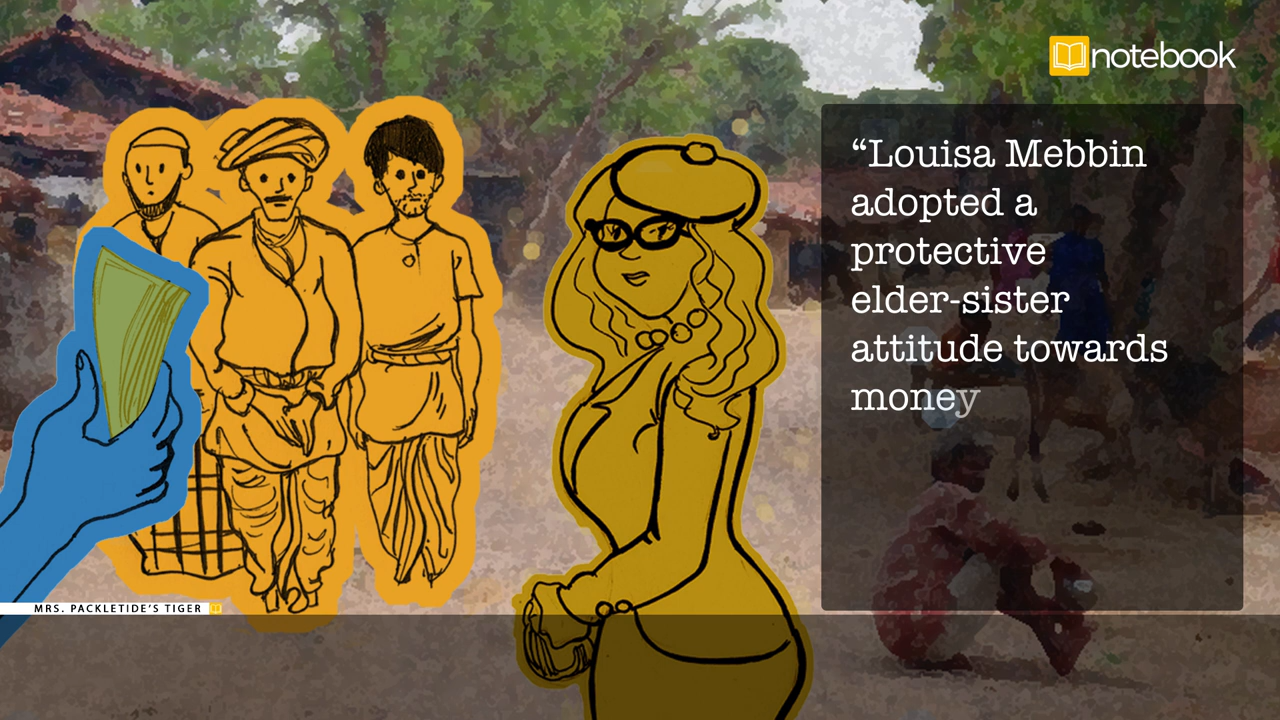 notebook
“Louisa Mebbin
adopted a
protective
elder-sister
attitude towards
money
MRS. PACKLETIDE'S TIGER